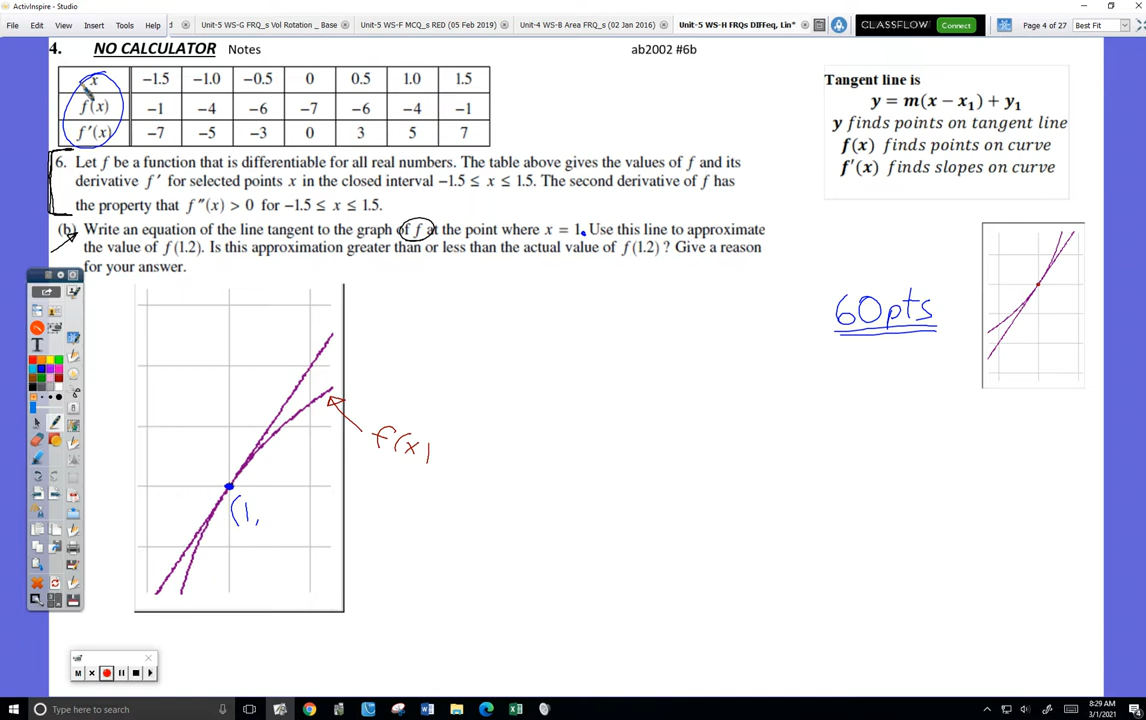 ActivInspire - Studio
File Edit View Insert Tools Help
Unit-5 WS-G FRQ_s Vol Rotation _ Base
Unit-5 WS-F MCQ_s RED (05 Feb 2019)
Unit-4 WS-B Area FRQ_s (02 Jan 2016)
Unit-5 WS-H FRQs DIFFeq, Lin*
CLASSFLOW Connect
Page 4 of 27
Best Fit
4. NO CALCULATOR Notes
ab2002 #6b
x −1.5 −1.0 −0.5 0 0.5 1.0 1.5
f(x) −1 −4 −6 −7 −6 −4 −1
f′(x) −7 −5 −3 0 3 5 7
Tangent line is
y = m(x − x₁) + y₁
y finds points on tangent line
f(x) finds points on curve
f′(x) finds slopes on curve
6. Let f be a function that is differentiable for all real numbers. The table above gives the values of f and its
derivative f′ for selected points x in the closed interval −1.5 ≤ x ≤ 1.5. The second derivative of f has
the property that f″(x) > 0 for −1.5 ≤ x ≤ 1.5.
(b) Write an equation of the line tangent to the graph of f at the point where x = 1. Use this line to approximate
the value of f(1.2). Is this approximation greater than or less than the actual value of f(1.2) ? Give a reason
for your answer.
60pts
f(x)
(1,
T
M
Type here to search
8:29 AM
3/1/2021